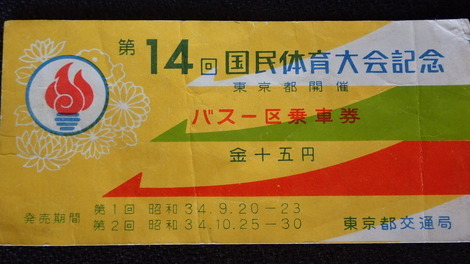 第14回国民体育大会記念
東京都開催
バス一区乗車券
金十五円
発売期間
第1回 昭和34.9.20-23
第2回 昭和34.10.25-30
東京都交通局